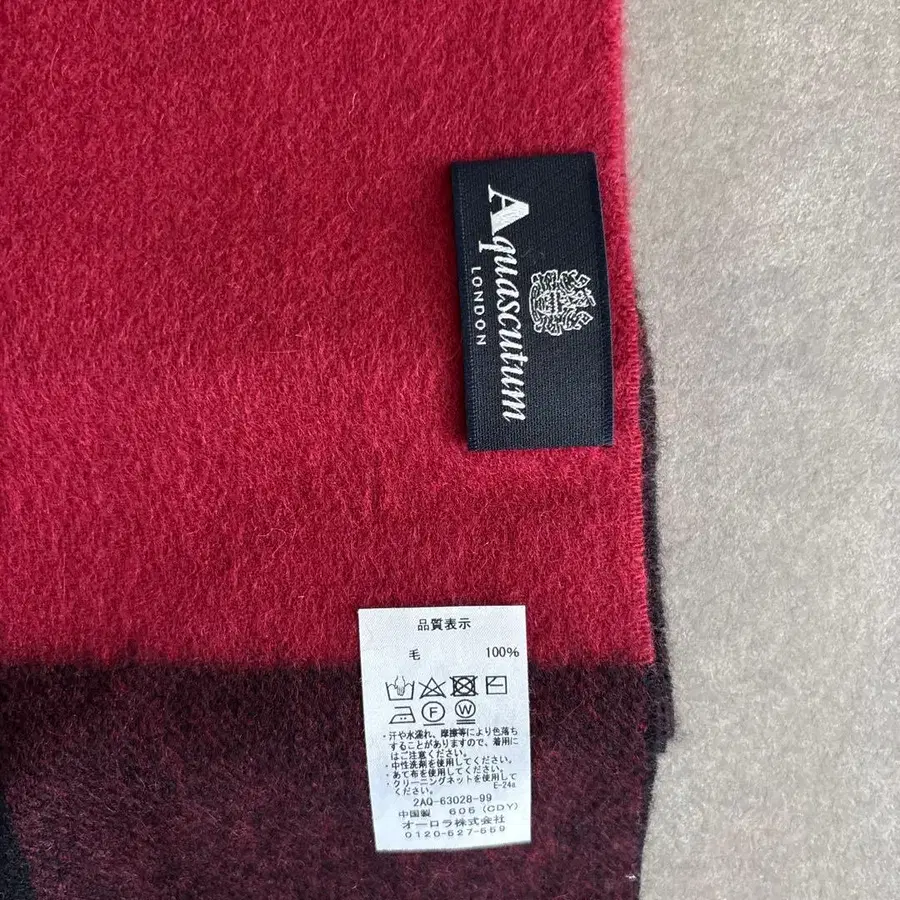 Aquascutum
LONDON
品質表示
毛 100%
F W
・汗や水濡れ、摩擦等により色落ち
することがありますので、着用に
はご注意ください。
・中性洗剤を使用してください。
・あて布を使用してください。
・クリーニングネットを使用して
ください。 E-24a
2AQ-63028-99
中国製 605 (CDY)
オーロラ株式会社
0120-527-559